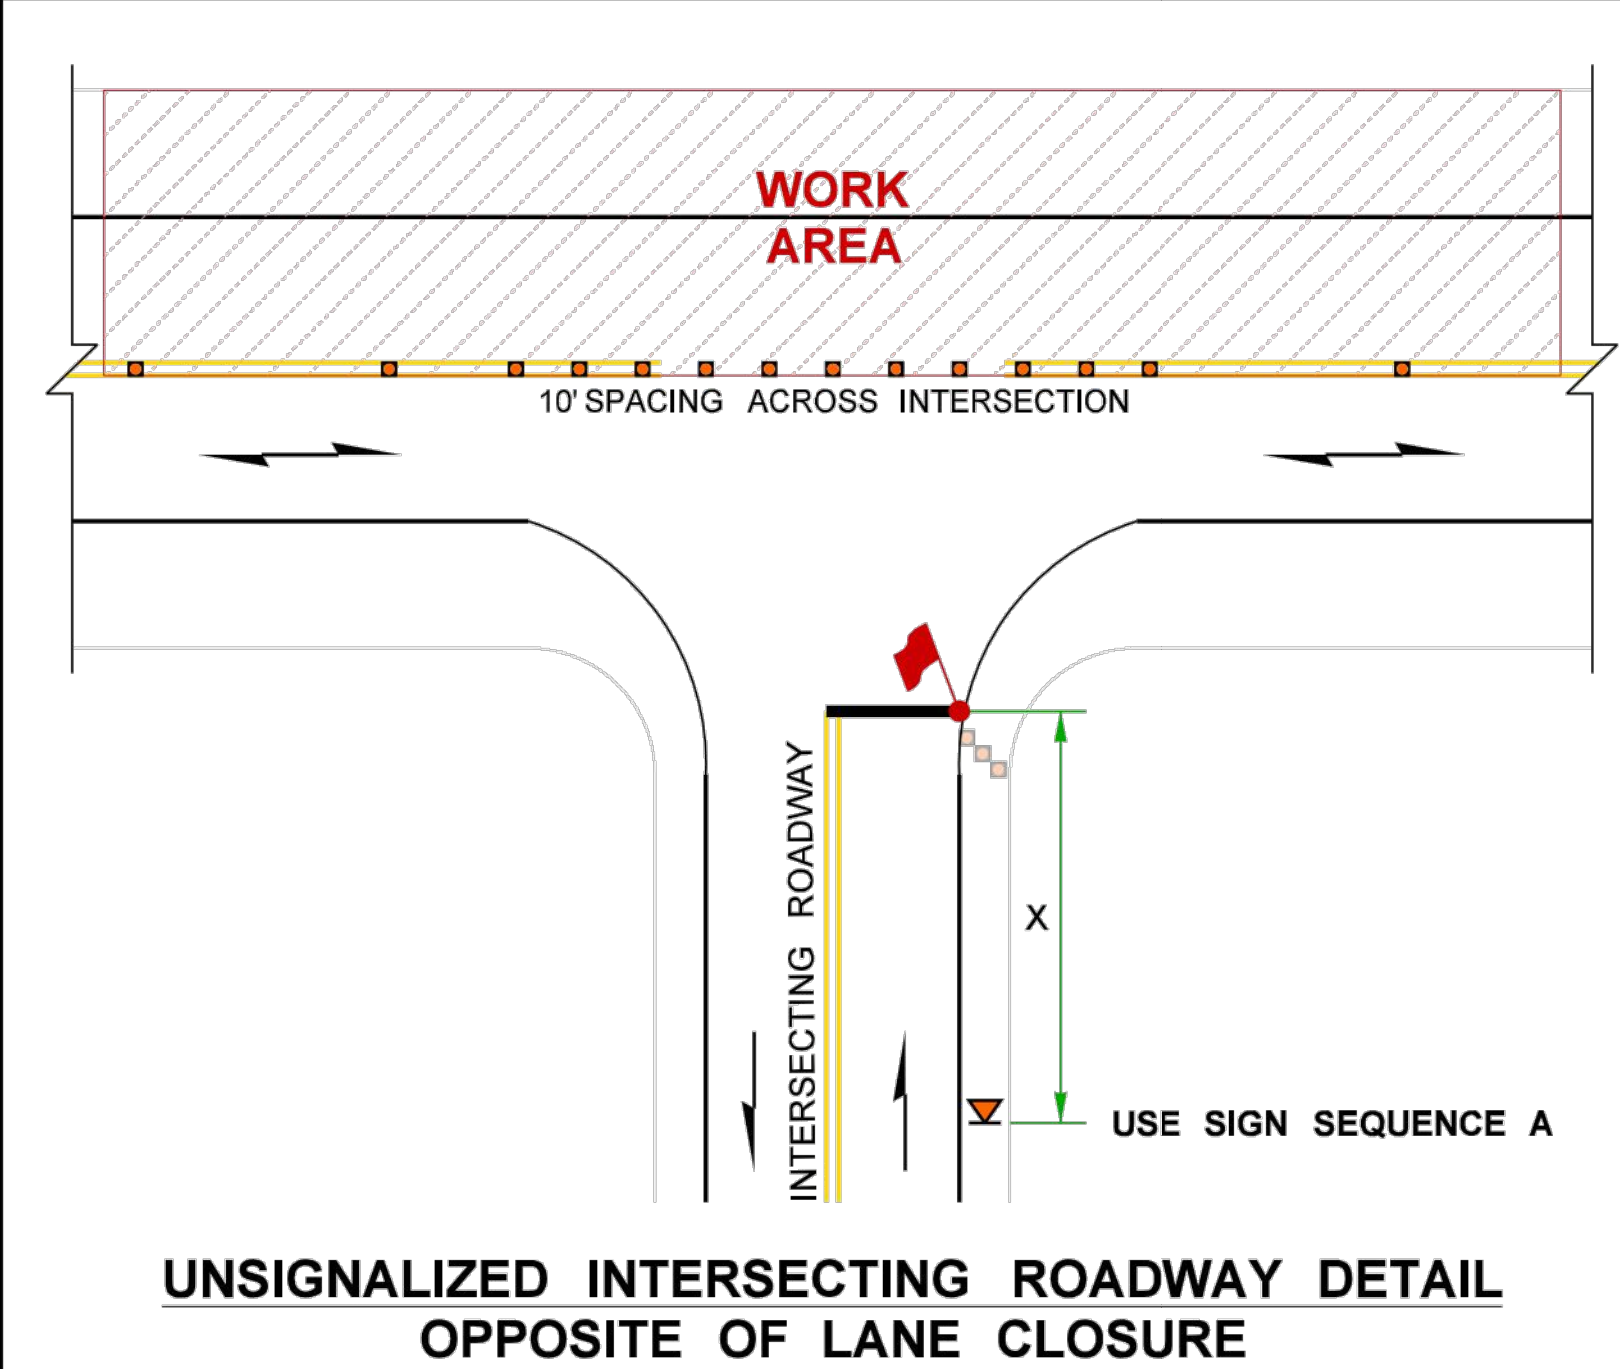 WORK
AREA
10' SPACING ACROSS INTERSECTION
INTERSECTING ROADWAY
X
USE SIGN SEQUENCE A
UNSIGNALIZED INTERSECTING ROADWAY DETAIL
OPPOSITE OF LANE CLOSURE